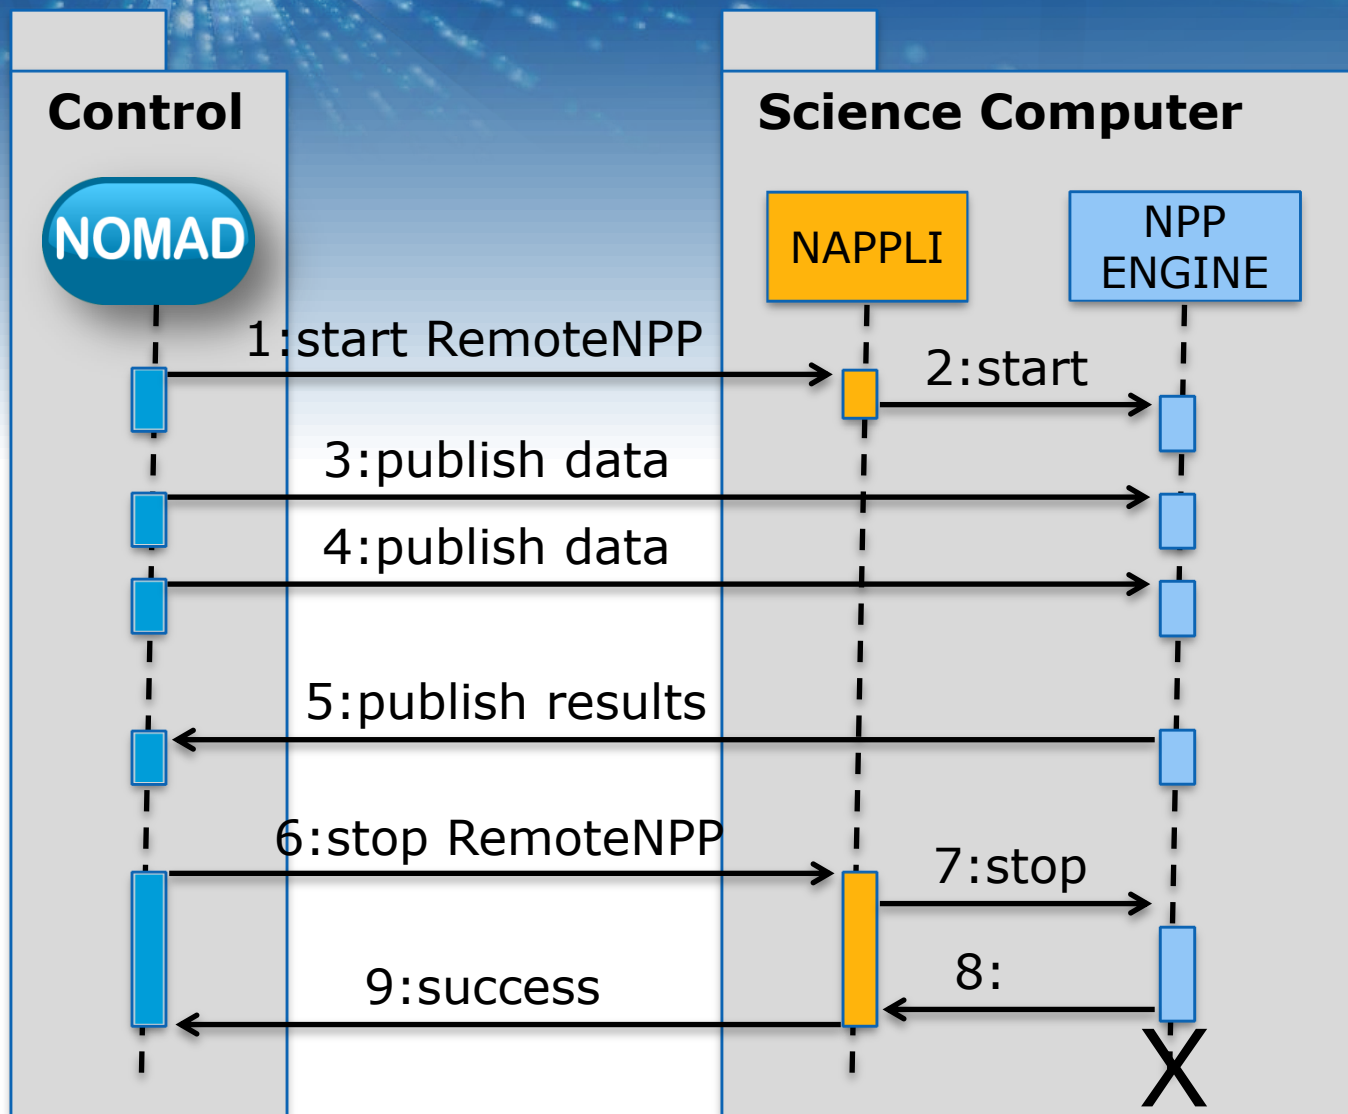 Control
Science Computer
NOMAD
NAPPLI
NPP
ENGINE
1:start RemoteNPP
2:start
3:publish data
4:publish data
5:publish results
6:stop RemoteNPP
7:stop
8:
9:success
X